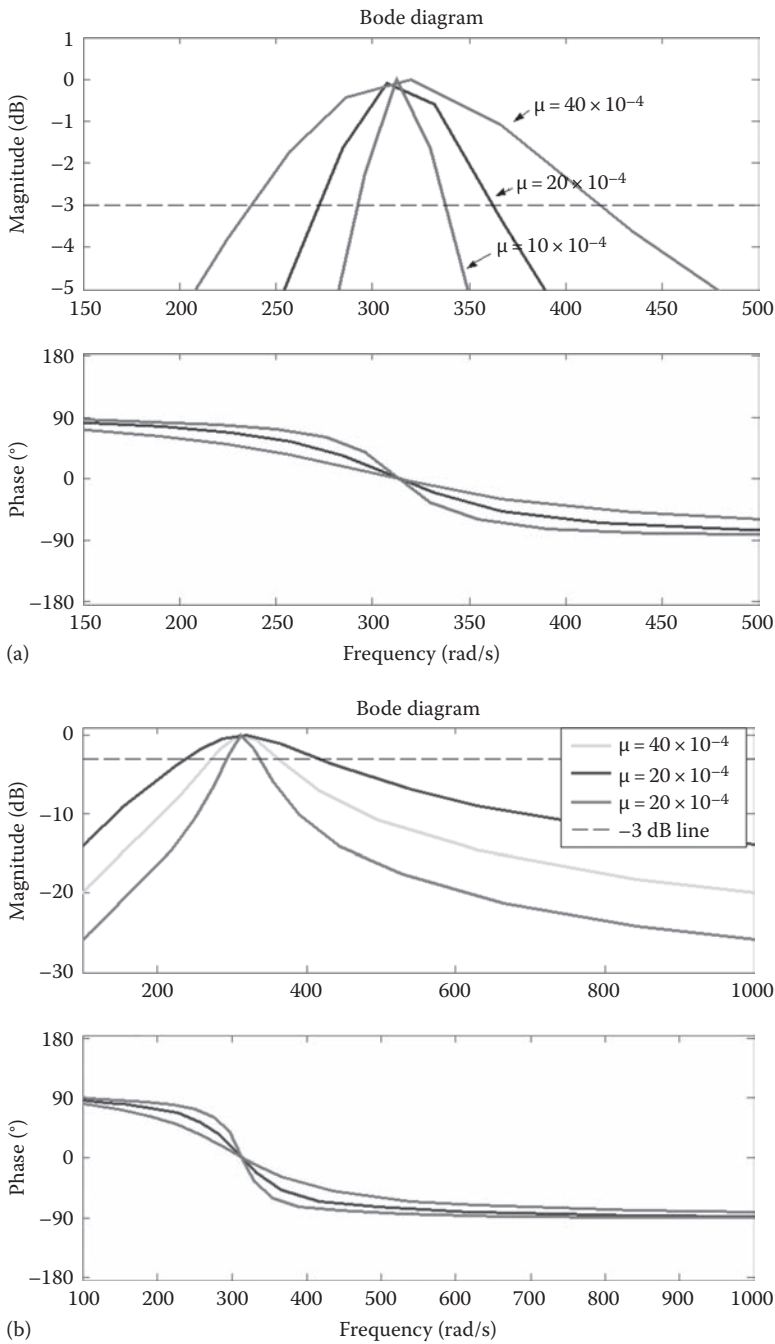 Bode diagram
1
0
−1
−2
−3
−4
−5
Magnitude (dB)
μ = 40 × 10−4
μ = 20 × 10−4
μ = 10 × 10−4
150 200 250 300 350 400 450 500
180
90
0
−90
−180
Phase (°)
150 200 250 300 350 400 450 500
(a) Frequency (rad/s)
Bode diagram
0
−10
−20
−30
Magnitude (dB)
μ = 40 × 10−4
μ = 20 × 10−4
μ = 20 × 10−4
−3 dB line
200 400 600 800 1000
180
90
0
−90
−180
Phase (°)
100 200 300 400 500 600 700 800 900 1000
(b) Frequency (rad/s)